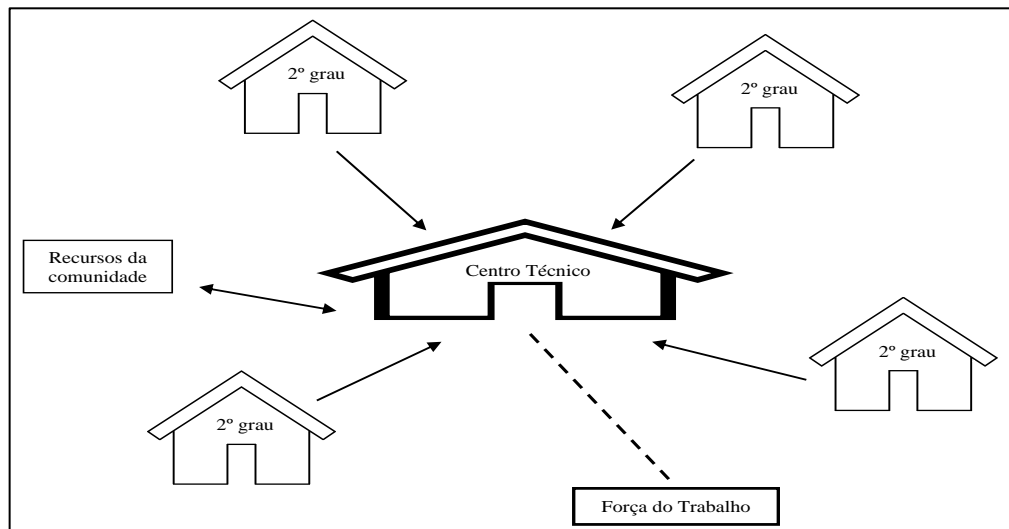 2º grau
2º grau
Recursos da
comunidade
Centro Técnico
2º grau
2º grau
Força do Trabalho